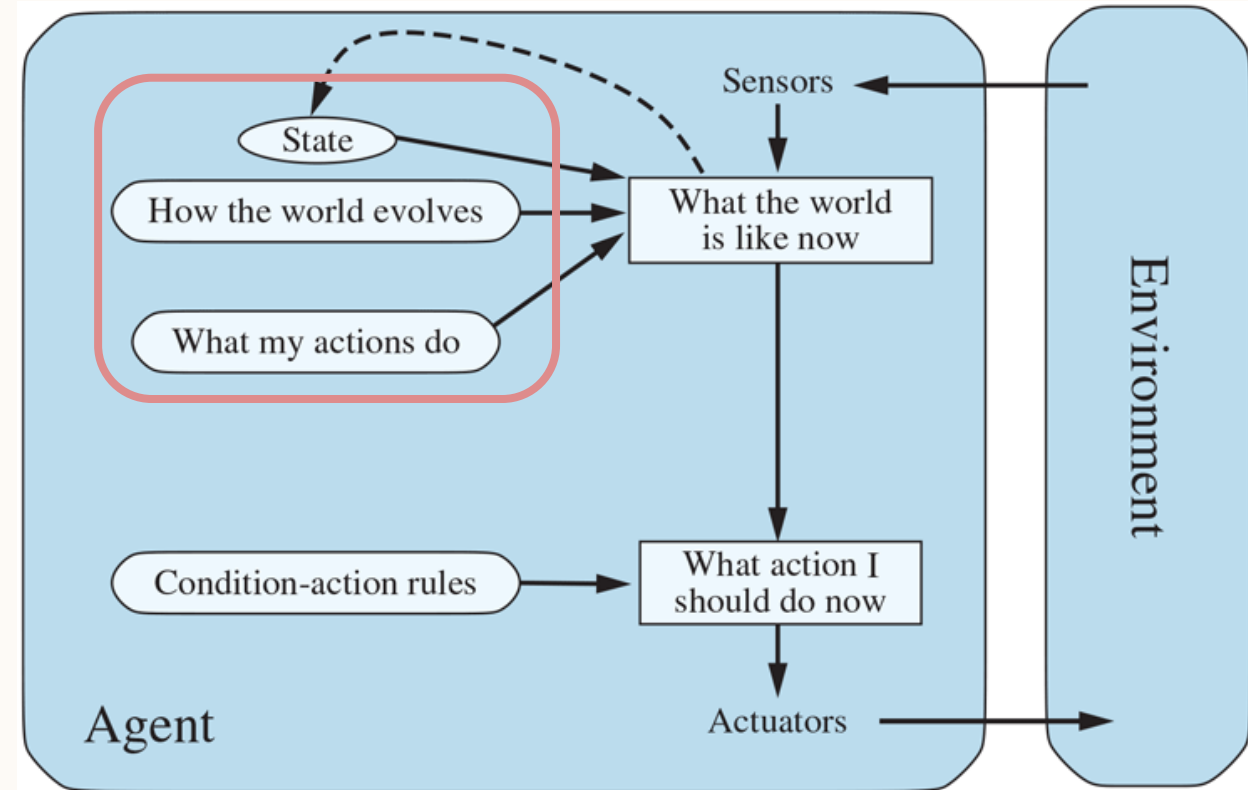 Sensors
State
How the world evolves
What the world
is like now
What my actions do
Environment
Condition-action rules
What action I
should do now
Agent
Actuators